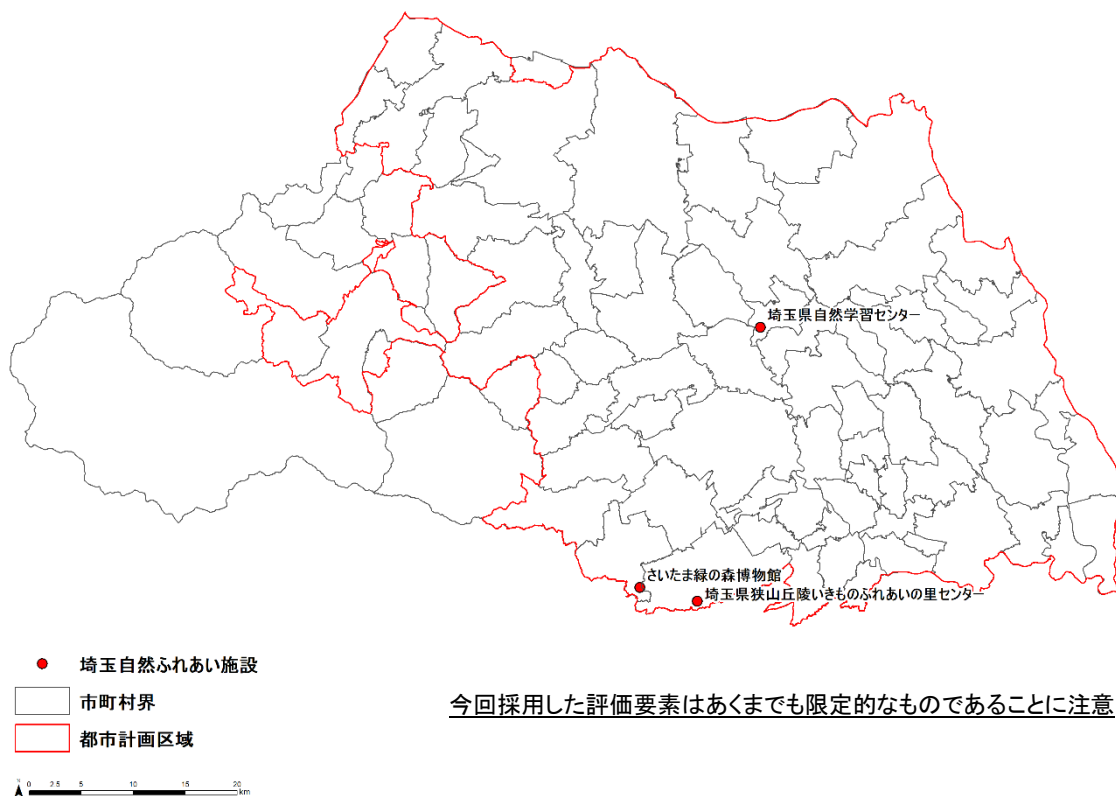 埼玉県自然学習センター
さいたま緑の森博物館
埼玉県狭山丘陵いきものふれあいの里センター
埼玉自然ふれあい施設
市町村界
都市計画区域
今回採用した評価要素はあくまでも限定的なものであることに注意
N
0 2.5 5 10 15 20
km